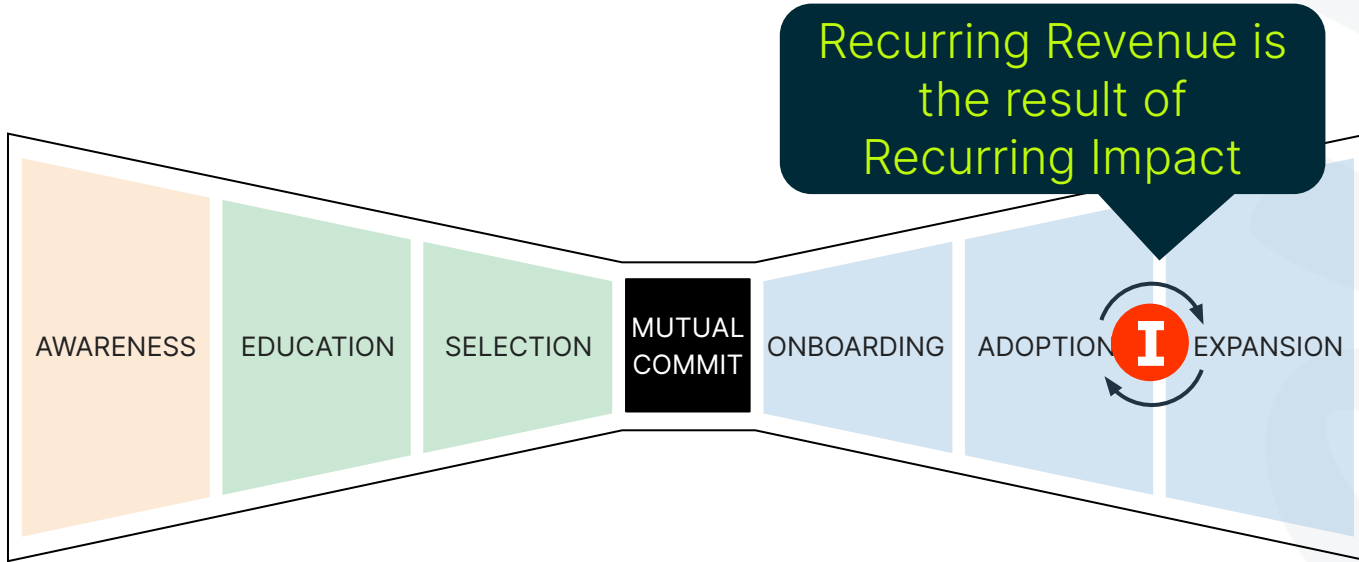 Recurring Revenue is
the result of
Recurring Impact
AWARENESS
EDUCATION
SELECTION
MUTUAL
COMMIT
ONBOARDING
ADOPTION
I
EXPANSION